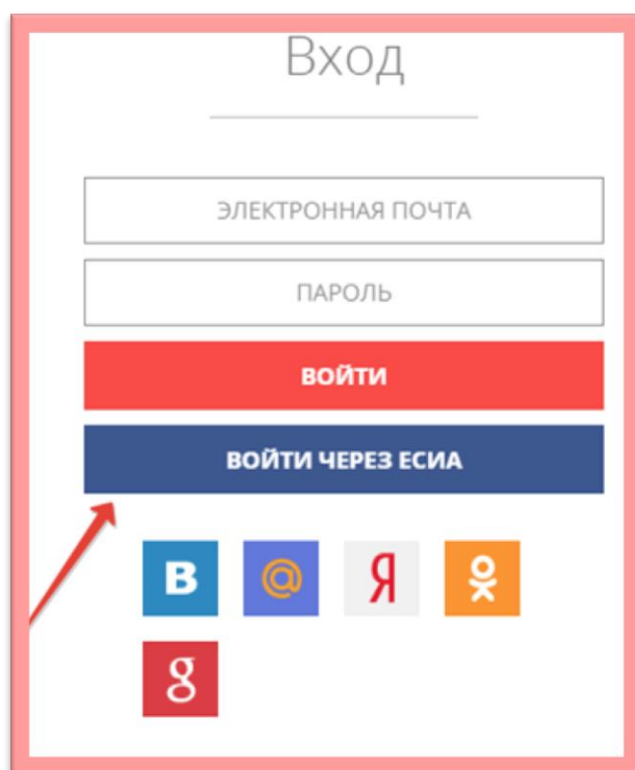 Вход
ЭЛЕКТРОННАЯ ПОЧТА
ПАРОЛЬ
ВОЙТИ
ВОЙТИ ЧЕРЕЗ ЕСИА
В @ Я
g